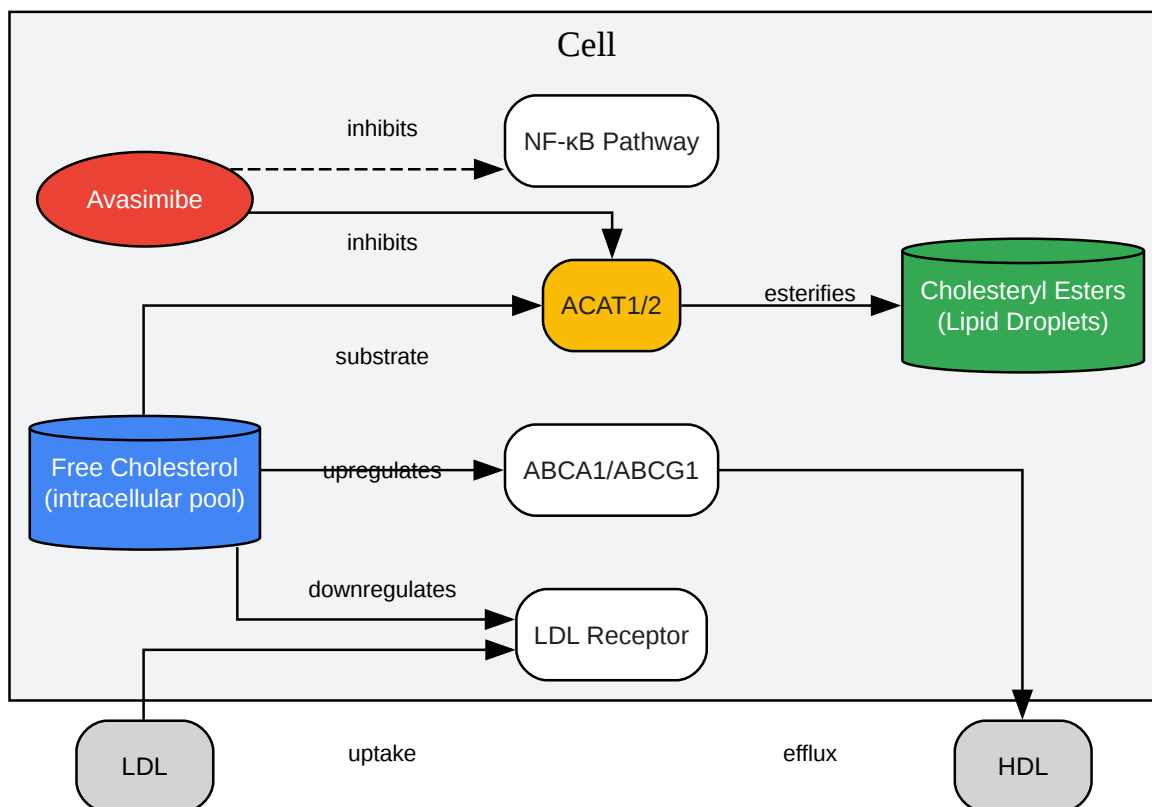 Cell
inhibits
NF-κB Pathway
Avasimibe
inhibits
ACAT1/2
esterifies
Cholesteryl Esters
(Lipid Droplets)
substrate
Free Cholesterol
(intracellular pool)
upregulates
ABCA1/ABCG1
downregulates
LDL Receptor
LDL
uptake
efflux
HDL